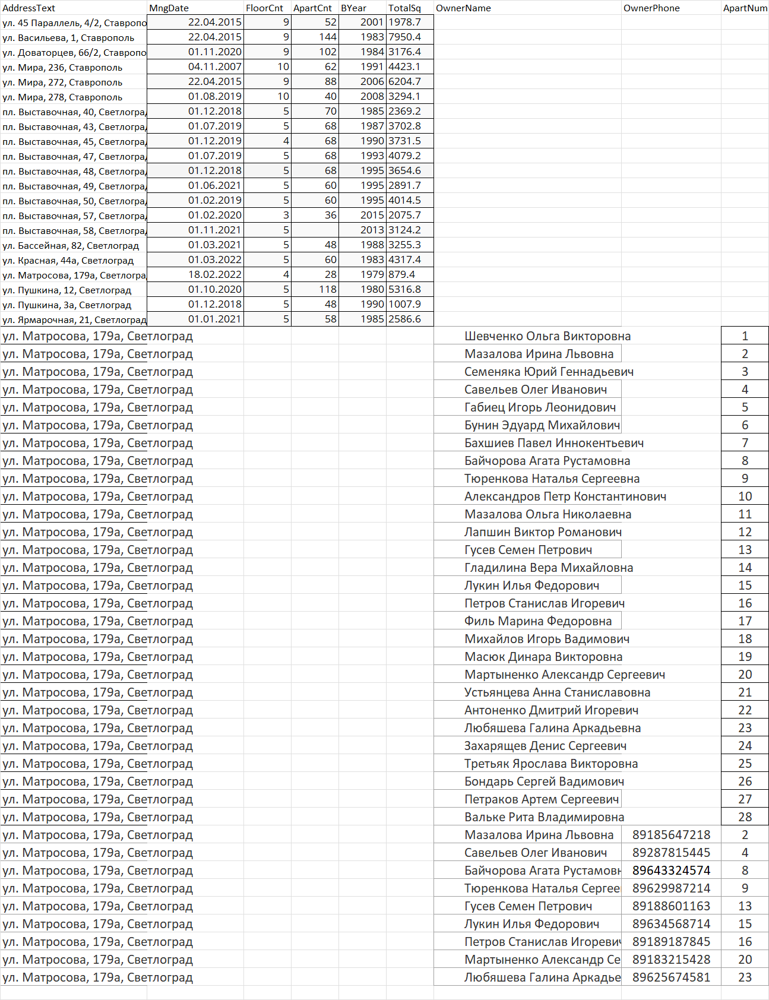 AddressText MngDate FloorCnt ApartCnt BYear TotalSq OwnerName OwnerPhone ApartNum
ул. 45 Параллель, 4/2, Ставропо 22.04.2015 9 52 2001 1978.7
ул. Васильева, 1, Ставрополь 22.04.2015 9 144 1983 7950.4
ул. Доваторцев, 66/2, Ставропо 01.11.2020 9 102 1984 3176.4
ул. Мира, 236, Ставрополь 04.11.2007 10 62 1991 4423.1
ул. Мира, 272, Ставрополь 22.04.2015 9 88 2006 6204.7
ул. Мира, 278, Ставрополь 01.08.2019 10 40 2008 3294.1
пл. Выставочная, 40, Светлоград 01.12.2018 5 70 1985 2369.2
пл. Выставочная, 43, Светлоград 01.07.2019 5 68 1987 3702.8
пл. Выставочная, 45, Светлоград 01.12.2019 4 68 1990 3731.5
пл. Выставочная, 47, Светлоград 01.07.2019 5 68 1993 4079.2
пл. Выставочная, 48, Светлоград 01.12.2018 5 68 1995 3654.6
пл. Выставочная, 49, Светлоград 01.06.2021 5 60 1995 2891.7
пл. Выставочная, 50, Светлоград 01.02.2019 5 60 1995 4014.5
пл. Выставочная, 57, Светлоград 01.02.2020 3 36 2015 2075.7
пл. Выставочная, 58, Светлоград 01.11.2021 5 2013 3124.2
ул. Бассейная, 82, Светлоград 01.03.2021 5 48 1988 3255.3
ул. Красная, 44а, Светлоград 01.03.2022 5 60 1983 4317.4
ул. Матросова, 179а, Светлоград 18.02.2022 4 28 1979 879.4
ул. Пушкина, 12, Светлоград 01.10.2020 5 118 1980 5316.8
ул. Пушкина, 3а, Светлоград 01.12.2018 5 48 1990 1007.9
ул. Ярмарочная, 21, Светлоград 01.01.2021 5 58 1985 2586.6
ул. Матросова, 179а, Светлоград Шевченко Ольга Викторовна 1
ул. Матросова, 179а, Светлоград Мазалова Ирина Львовна 2
ул. Матросова, 179а, Светлоград Семеняка Юрий Геннадьевич 3
ул. Матросова, 179а, Светлоград Савельев Олег Иванович 4
ул. Матросова, 179а, Светлоград Габиец Игорь Леонидович 5
ул. Матросова, 179а, Светлоград Бунин Эдуард Михайлович 6
ул. Матросова, 179а, Светлоград Бахшиев Павел Иннокентьевич 7
ул. Матросова, 179а, Светлоград Байчорова Агата Рустамовна 8
ул. Матросова, 179а, Светлоград Тюренкова Наталья Сергеевна 9
ул. Матросова, 179а, Светлоград Александров Петр Константинович 10
ул. Матросова, 179а, Светлоград Мазалова Ольга Николаевна 11
ул. Матросова, 179а, Светлоград Лапшин Виктор Романович 12
ул. Матросова, 179а, Светлоград Гусев Семен Петрович 13
ул. Матросова, 179а, Светлоград Гладилина Вера Михайловна 14
ул. Матросова, 179а, Светлоград Лукин Илья Федорович 15
ул. Матросова, 179а, Светлоград Петров Станислав Игоревич 16
ул. Матросова, 179а, Светлоград Филь Марина Федоровна 17
ул. Матросова, 179а, Светлоград Михайлов Игорь Вадимович 18
ул. Матросова, 179а, Светлоград Масюк Динара Викторовна 19
ул. Матросова, 179а, Светлоград Мартыненко Александр Сергеевич 20
ул. Матросова, 179а, Светлоград Устьянцева Анна Станиславовна 21
ул. Матросова, 179а, Светлоград Антоненко Дмитрий Игоревич 22
ул. Матросова, 179а, Светлоград Любяшева Галина Аркадьевна 23
ул. Матросова, 179а, Светлоград Захарящев Денис Сергеевич 24
ул. Матросова, 179а, Светлоград Третьяк Ярослава Викторовна 25
ул. Матросова, 179а, Светлоград Бондарь Сергей Вадимович 26
ул. Матросова, 179а, Светлоград Петраков Артем Сергеевич 27
ул. Матросова, 179а, Светлоград Вальке Рита Владимировна 28
ул. Матросова, 179а, Светлоград Мазалова Ирина Львовна 89185647218 2
ул. Матросова, 179а, Светлоград Савельев Олег Иванович 89287815445 4
ул. Матросова, 179а, Светлоград Байчорова Агата Рустамовн 89643324574 8
ул. Матросова, 179а, Светлоград Тюренкова Наталья Сергее 89629987214 9
ул. Матросова, 179а, Светлоград Гусев Семен Петрович 89188601163 13
ул. Матросова, 179а, Светлоград Лукин Илья Федорович 89634568714 15
ул. Матросова, 179а, Светлоград Петров Станислав Игоревич 89189187845 16
ул. Матросова, 179а, Светлоград Мартыненко Александр Се 89183215428 20
ул. Матросова, 179а, Светлоград Любяшева Галина Аркадье 89625674581 23